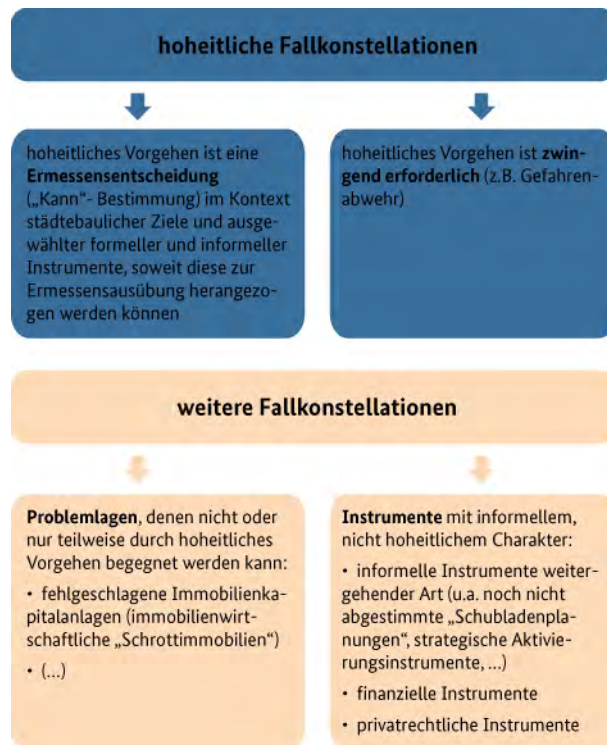 hoheitliche Fallkonstellationen
hoheitliches Vorgehen ist eine
Ermessensentscheidung
(„Kann“- Bestimmung) im Kontext
städtebaulicher Ziele und ausge-
wählter formeller und informeller
Instrumente, soweit diese zur
Ermessensausübung herangezo-
gen werden können
hoheitliches Vorgehen ist zwin-
gend erforderlich (z.B. Gefahren-
abwehr)
weitere Fallkonstellationen
Problemlagen, denen nicht oder
nur teilweise durch hoheitliches
Vorgehen begegnet werden kann:
• fehlgeschlagene Immobilienka-
pitalanlagen (immobilienwirt-
schaftliche „Schrottimmobilien“)
• (...)
Instrumente mit informellem,
nicht hoheitlichem Charakter:
• informelle Instrumente weiter-
gehender Art (u.a. noch nicht
abgestimmte „Schubladenpla-
nungen“, strategische Aktivie-
rungsinstrumente, ...)
• finanzielle Instrumente
• privatrechtliche Instrumente